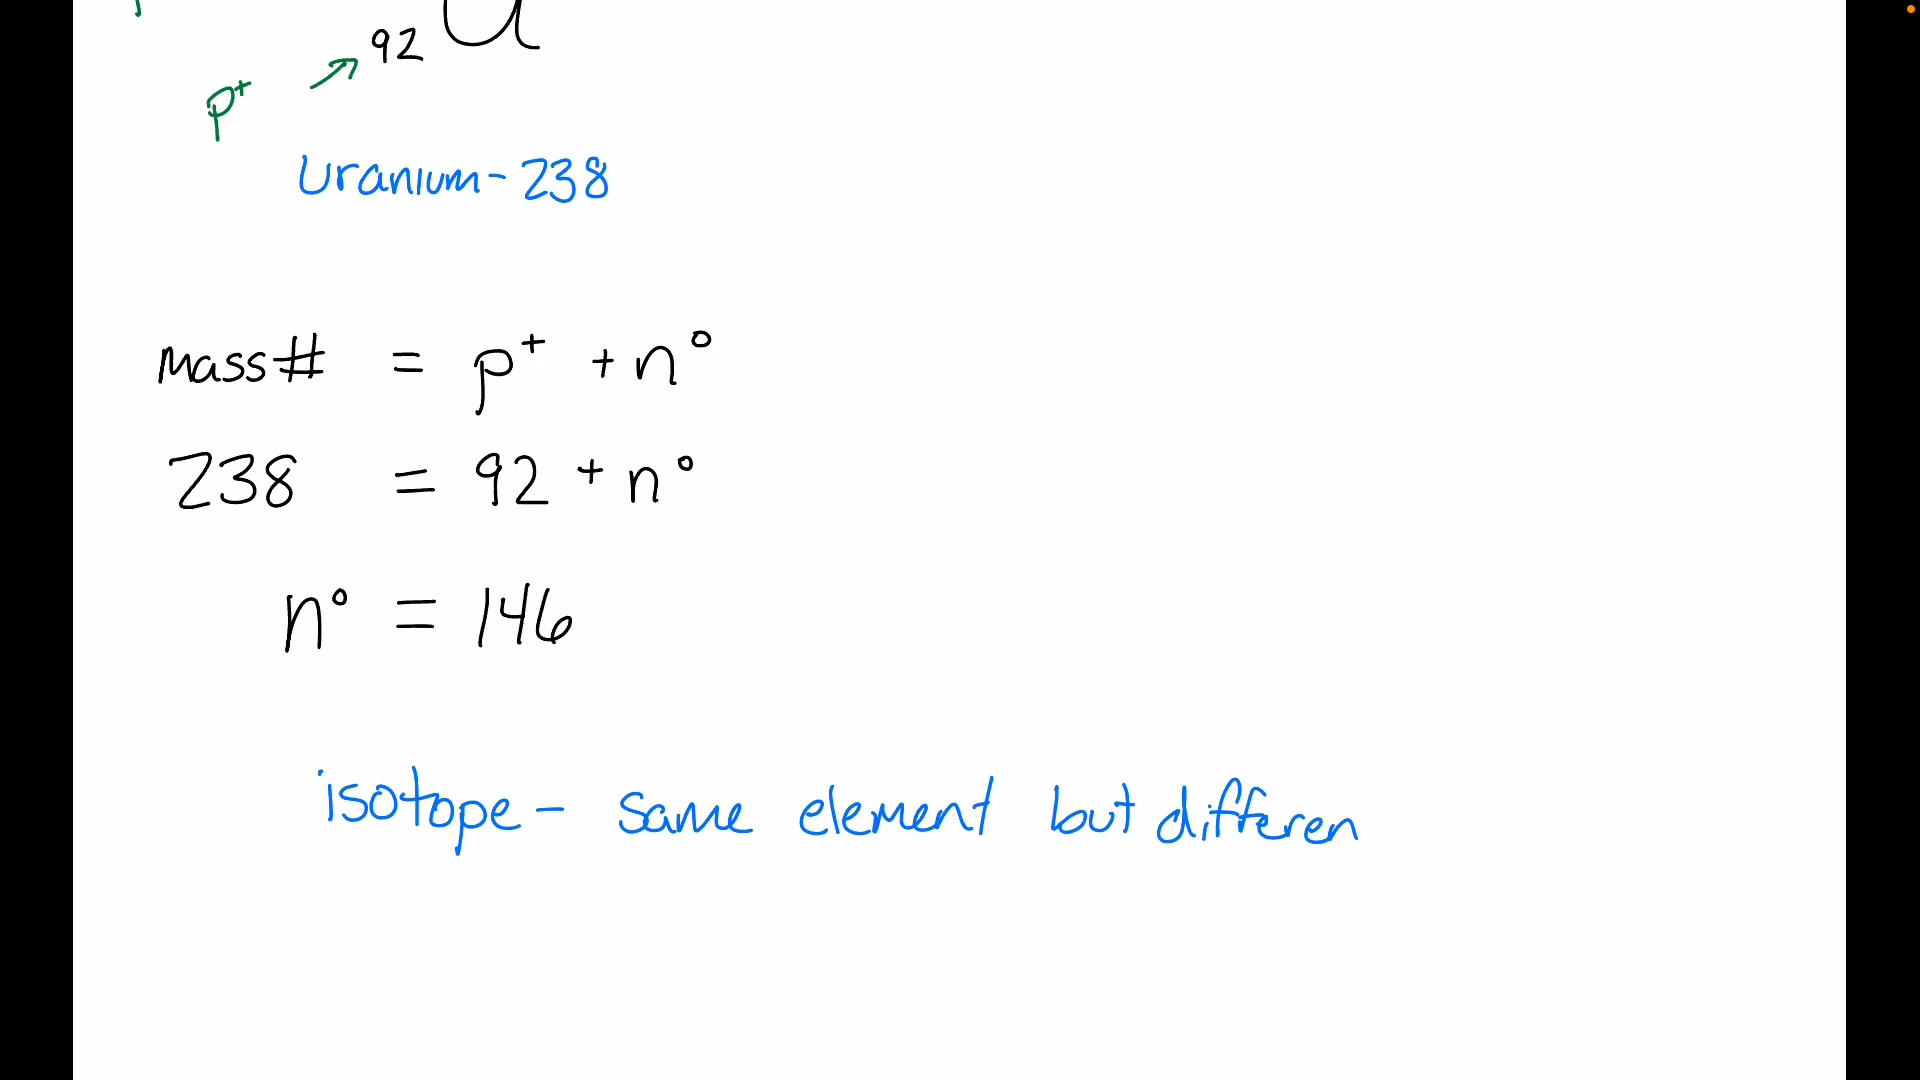 92 U
p⁺ →
Uranium - 238
mass# = p⁺ + n°
238 = 92 + n°
n° = 146
isotope - same element but differen